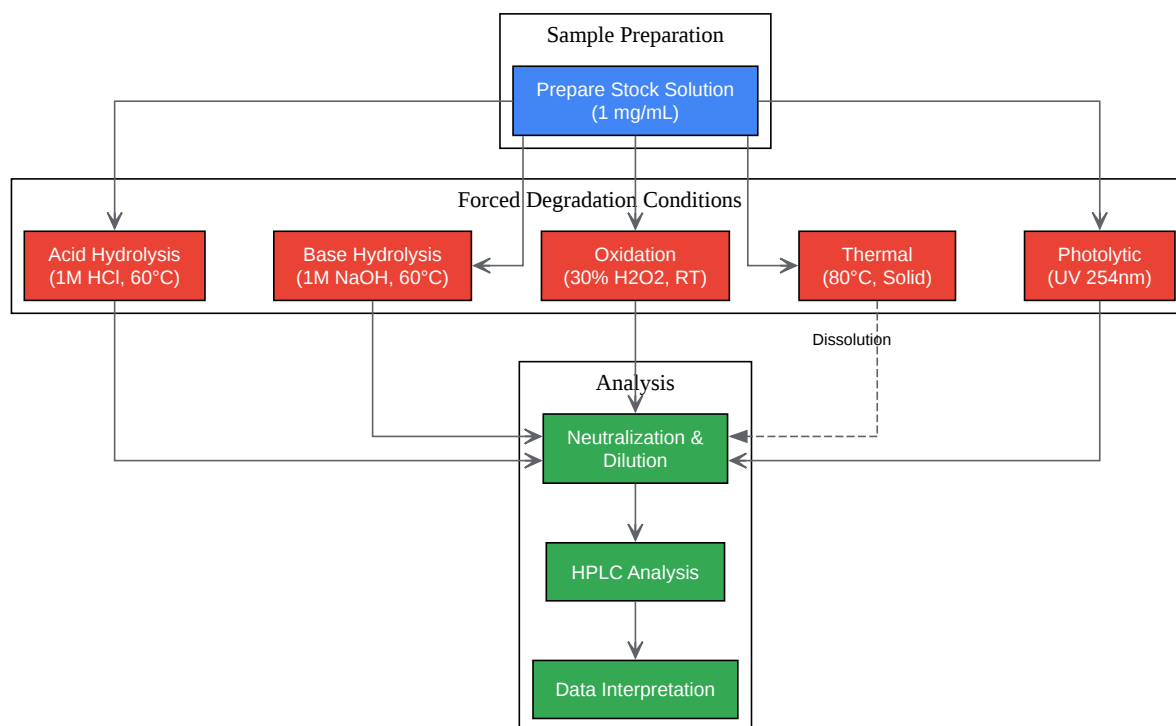 Sample Preparation
Prepare Stock Solution
(1 mg/mL)
Forced Degradation Conditions
Acid Hydrolysis
(1M HCl, 60°C)
Base Hydrolysis
(1M NaOH, 60°C)
Oxidation
(30% H2O2, RT)
Thermal
(80°C, Solid)
Photolytic
(UV 254nm)
Dissolution
Analysis
Neutralization &
Dilution
HPLC Analysis
Data Interpretation